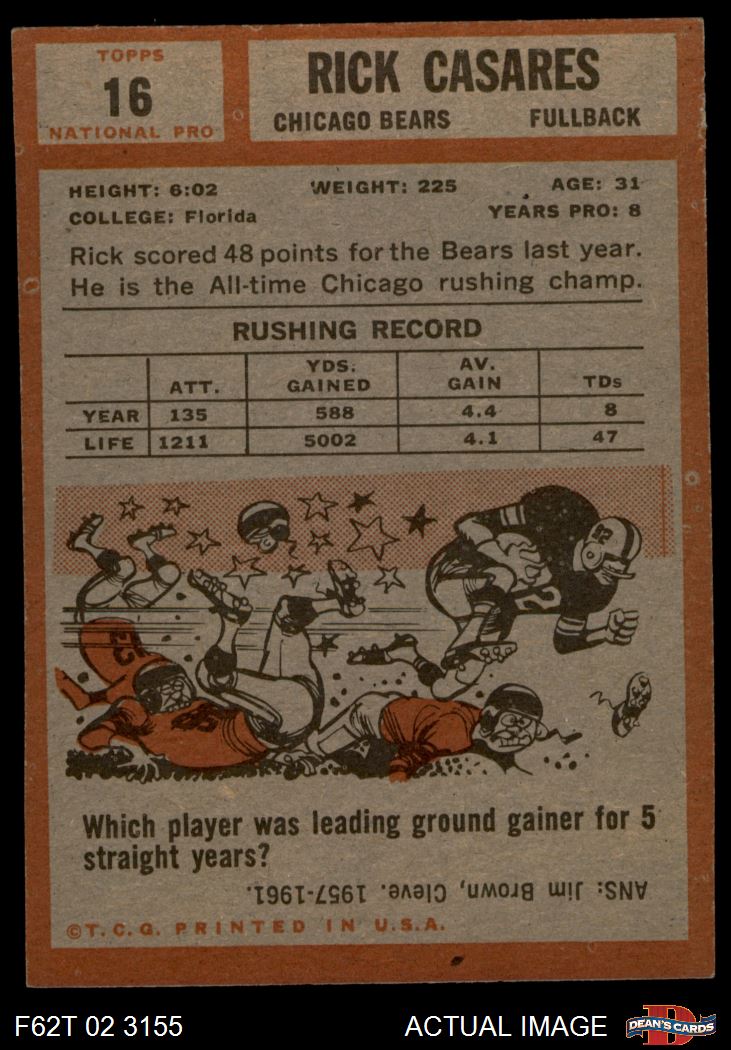 TOPPS
16
NATIONAL PRO
RICK CASARES
CHICAGO BEARS FULLBACK
HEIGHT: 6:02 WEIGHT: 225 AGE: 31
COLLEGE: Florida YEARS PRO: 8
Rick scored 48 points for the Bears last year.
He is the All-time Chicago rushing champ.
RUSHING RECORD
ATT. YDS. GAINED AV. GAIN TDs
YEAR 135 588 4.4 8
LIFE 1211 5002 4.1 47
Which player was leading ground gainer for 5
straight years?
ANS: Jim Brown, Cleve. 1957-1961.
©T.C.G. PRINTED IN U.S.A.
F62T 02 3155 ACTUAL IMAGE D DEAN'S CARDS